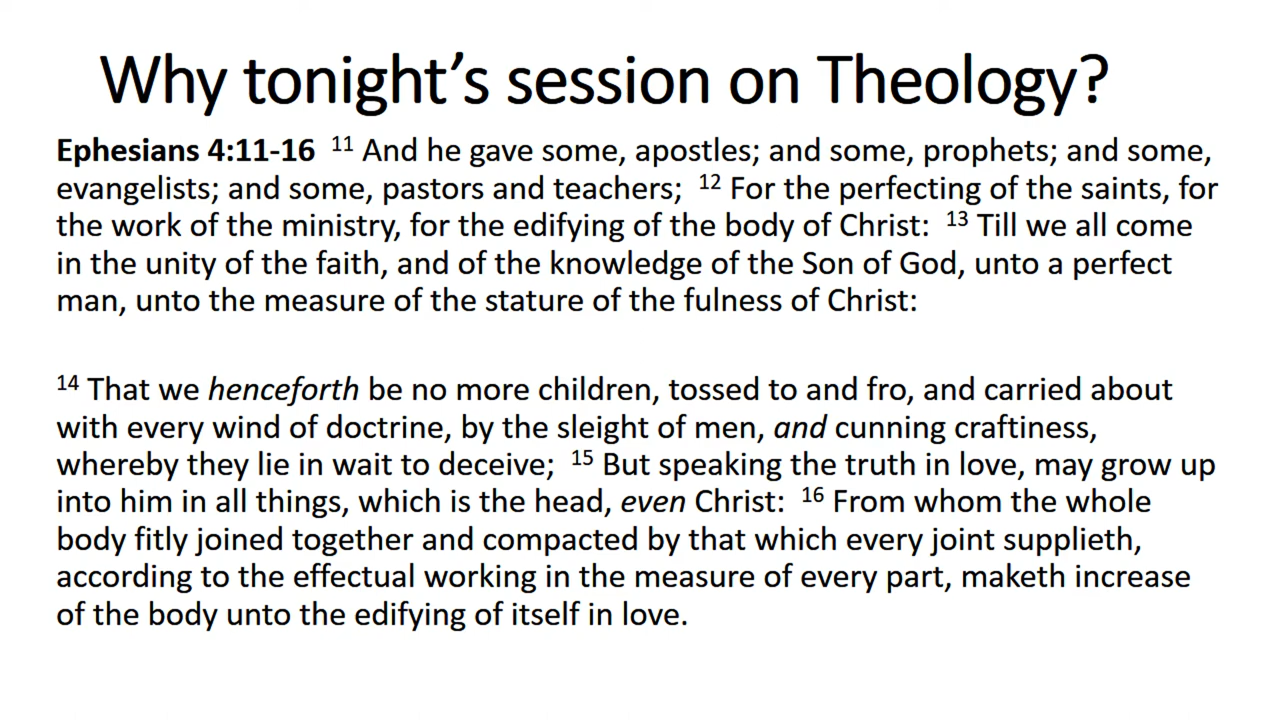 Why tonight’s session on Theology?
Ephesians 4:11-16 11 And he gave some, apostles; and some, prophets; and some,
evangelists; and some, pastors and teachers; 12 For the perfecting of the saints, for
the work of the ministry, for the edifying of the body of Christ: 13 Till we all come
in the unity of the faith, and of the knowledge of the Son of God, unto a perfect
man, unto the measure of the stature of the fulness of Christ:
14 That we henceforth be no more children, tossed to and fro, and carried about
with every wind of doctrine, by the sleight of men, and cunning craftiness,
whereby they lie in wait to deceive; 15 But speaking the truth in love, may grow up
into him in all things, which is the head, even Christ: 16 From whom the whole
body fitly joined together and compacted by that which every joint supplieth,
according to the effectual working in the measure of every part, maketh increase
of the body unto the edifying of itself in love.